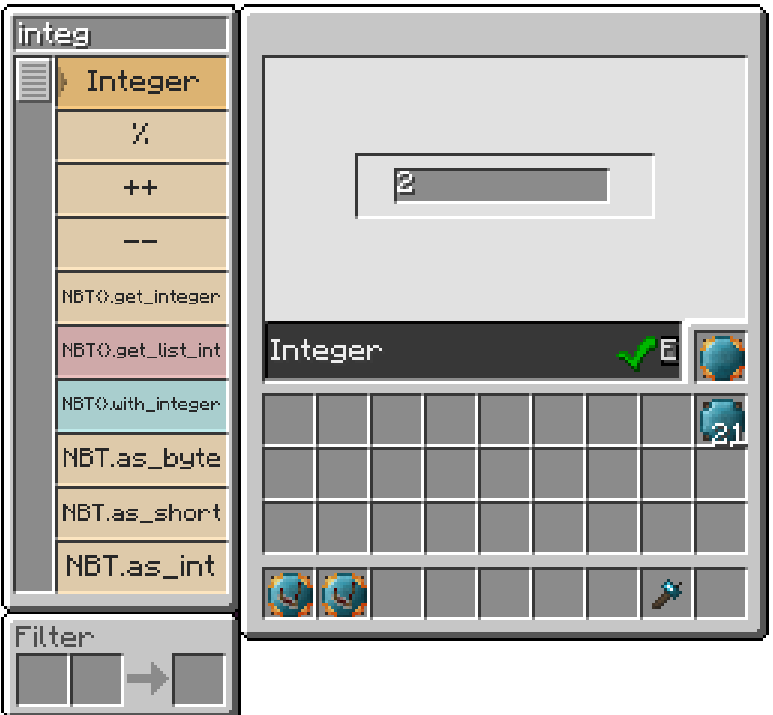 integ
Integer
%
++
--
NBT().get_integer
NBT().get_list_int
NBT().with_integer
NBT.as_byte
NBT.as_short
NBT.as_int
Filter
2
Integer
E
21